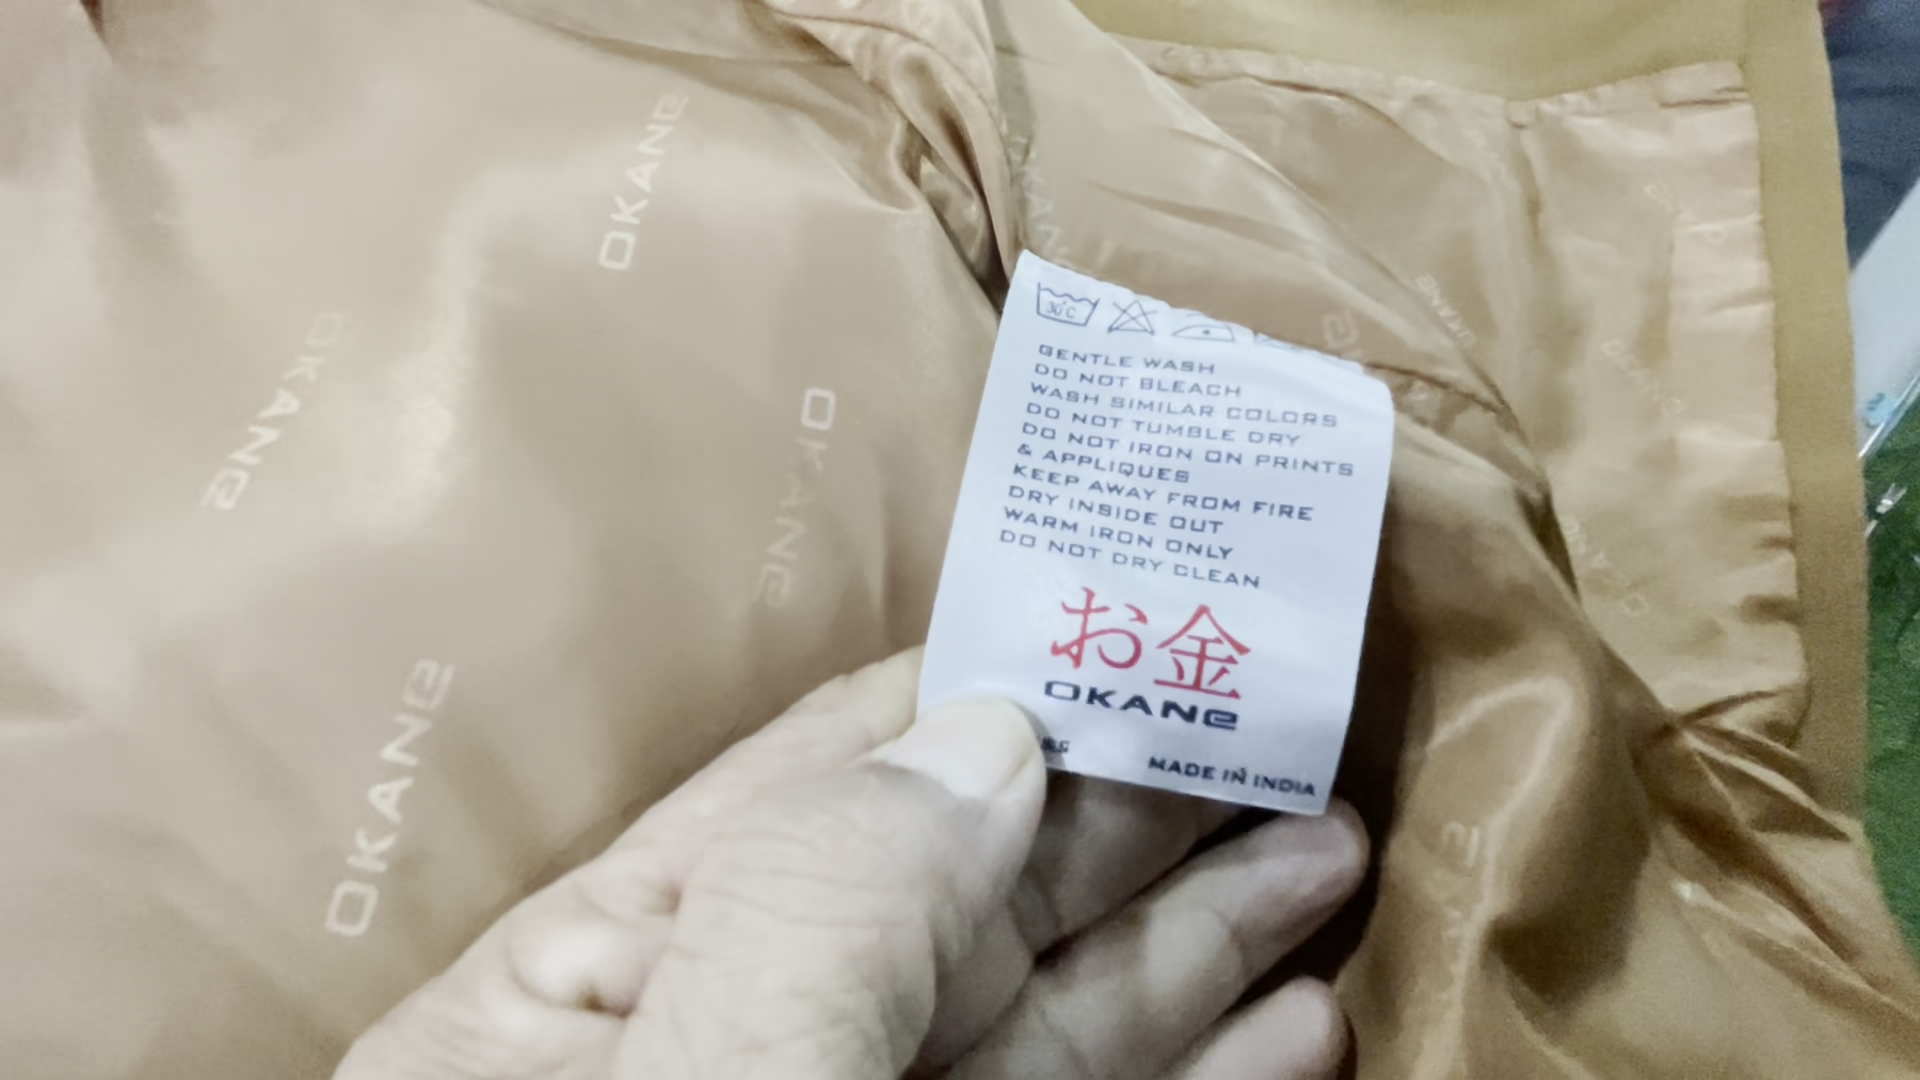 OKANE
OKANE
OKANE
OKANE
30°C
GENTLE WASH
DO NOT BLEACH
WASH SIMILAR COLORS
DO NOT TUMBLE DRY
DO NOT IRON ON PRINTS
& APPLIQUES
KEEP AWAY FROM FIRE
DRY INSIDE OUT
WARM IRON ONLY
DO NOT DRY CLEAN
お金
OKANE
MADE IN INDIA